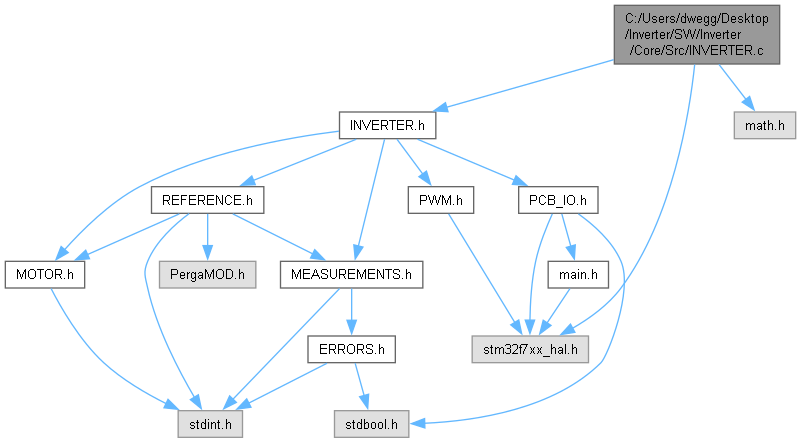 C:/Users/dwegg/Desktop
/Inverter/SW/Inverter
/Core/Src/INVERTER.c
INVERTER.h
math.h
REFERENCE.h
PWM.h
PCB_IO.h
MOTOR.h
PergaMOD.h
MEASUREMENTS.h
main.h
ERRORS.h
stm32f7xx_hal.h
stdint.h
stdbool.h